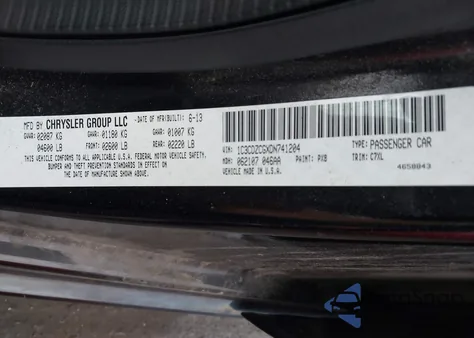 MFD BY CHRYSLER GROUP LLC -DATE OF MFR(BUILT): 6-13
GVWR: 02087 KG GAWR: 01180 KG GAWR: 01007 KG
04600 LB FRONT: 02600 LB REAR: 02220 LB
THIS VEHICLE CONFORMS TO ALL APPLICABLE U.S.A. FEDERAL MOTOR VEHICLE SAFETY,
BUMPER AND THEFT PREVENTION STANDARDS IN EFFECT ON
THE DATE OF MANUFACTURE SHOWN ABOVE.
VIN: 1C3CDZCGXDN741204 TYPE: PASSENGER CAR
MDH: 062107 046AA PAINT: PXB TRIM: C7XL
VEHICLE MADE IN U.S.A. 4658843